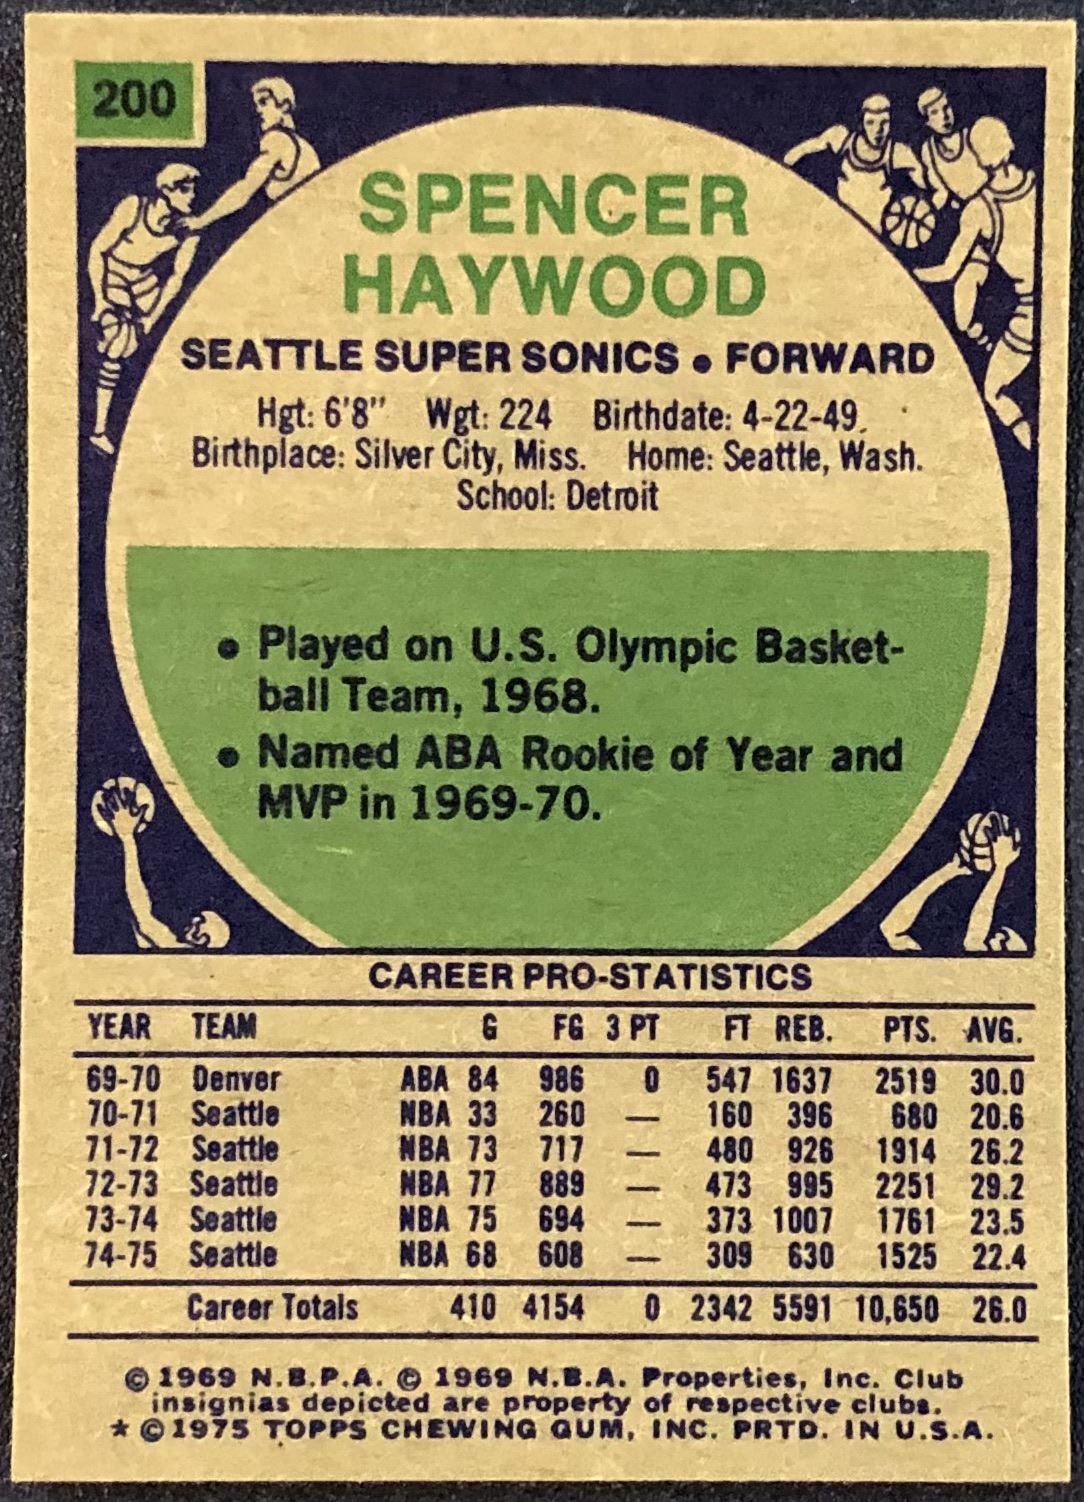 200
SPENCER
HAYWOOD
SEATTLE SUPER SONICS • FORWARD
Hgt: 6'8" Wgt: 224 Birthdate: 4-22-49
Birthplace: Silver City, Miss. Home: Seattle, Wash.
School: Detroit
• Played on U.S. Olympic Basket-
ball Team, 1968.
• Named ABA Rookie of Year and
MVP in 1969-70.
CAREER PRO-STATISTICS
YEAR TEAM G FG 3 PT FT REB. PTS. AVG.
69-70 Denver ABA 84 986 0 547 1637 2519 30.0
70-71 Seattle NBA 33 260 — 160 396 680 20.6
71-72 Seattle NBA 73 717 — 480 926 1914 26.2
72-73 Seattle NBA 77 889 — 473 995 2251 29.2
73-74 Seattle NBA 75 694 — 373 1007 1761 23.5
74-75 Seattle NBA 68 608 — 309 630 1525 22.4
Career Totals 410 4154 0 2342 5591 10,650 26.0
© 1969 N.B.P.A. © 1969 N.B.A. Properties, Inc. Club
insignias depicted are property of respective clubs.
* © 1975 TOPPS CHEWING GUM, INC. PRTD. IN U.S.A.